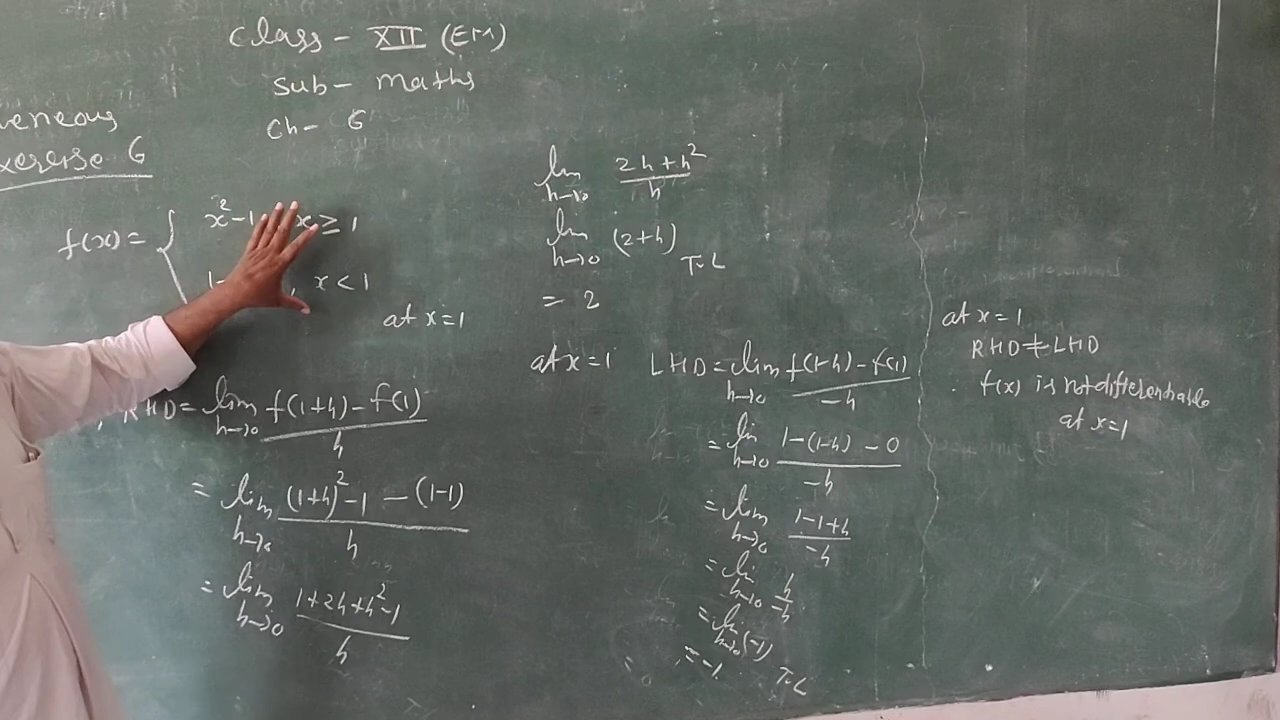 Class - XII (EM)
Sub - maths
Ch - 6
veneous
xercise 6
f(x) = { x² - 1 x ≥ 1
1 - , x < 1
at x = 1
RHD = lim h→0 f(1+h) - f(1) / h
= lim h→0 (1+h)² - 1 - (1-1) / h
= lim h→0 1 + 2h + h² - 1 / h
lim h→0 2h + h² / h
lim h→0 (2+h)
T.L
= 2
at x = 1 LHD = lim h→0 f(1-h) - f(1) / -h
= lim h→0 1 - (1-h) - 0 / -h
= lim h→0 1 - 1 + h / -h
= lim h→0 h / -h
= lim h→0 (-1)
= -1 T.L
at x = 1
RHD ≠ LHD
f(x) is not differentiable
at x = 1